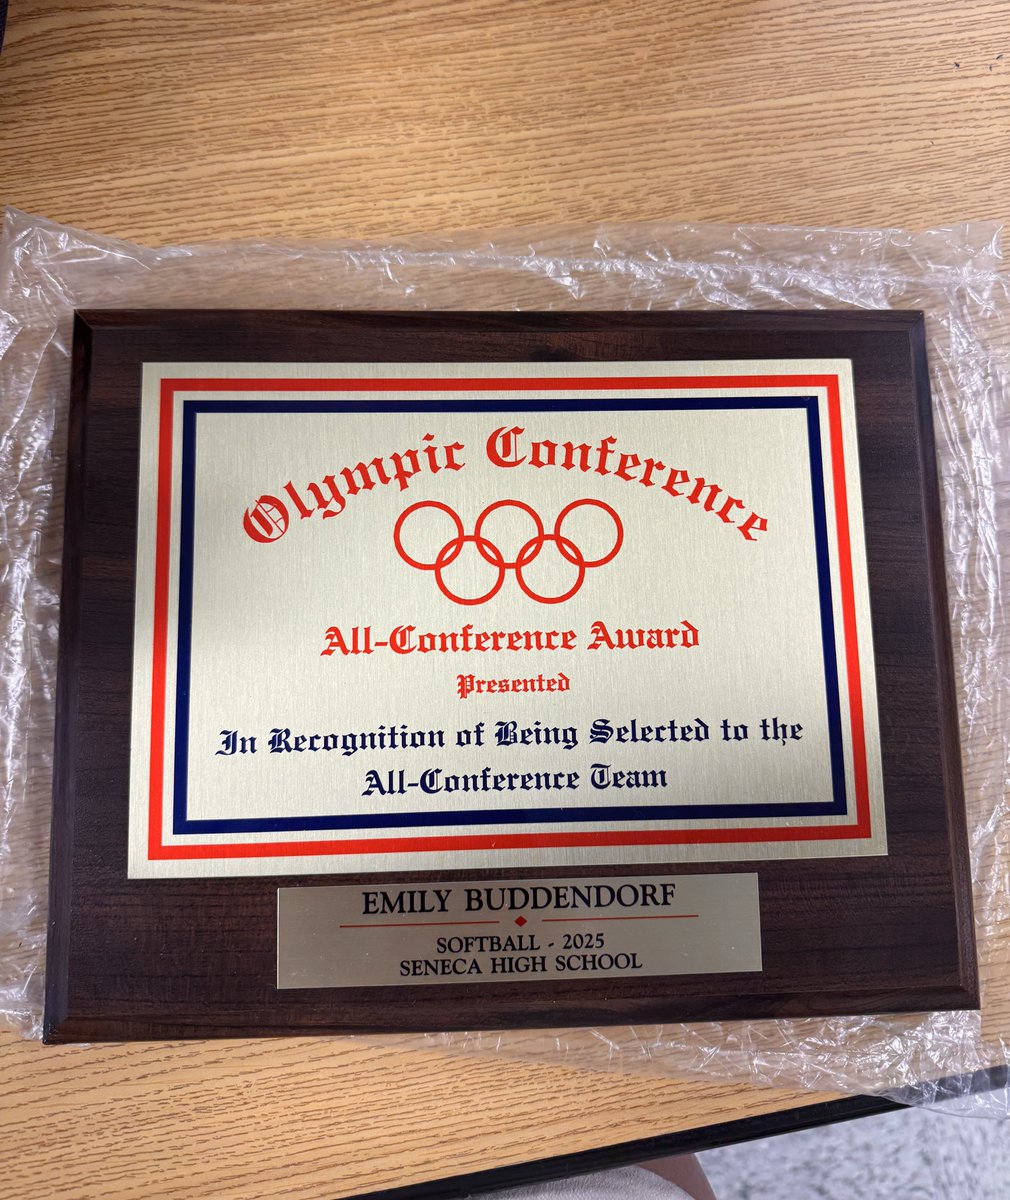 Olympic Conference
All-Conference Award
Presented
In Recognition of Being Selected to the
All-Conference Team
EMILY BUDDENDORF
SOFTBALL - 2025
SENECA HIGH SCHOOL